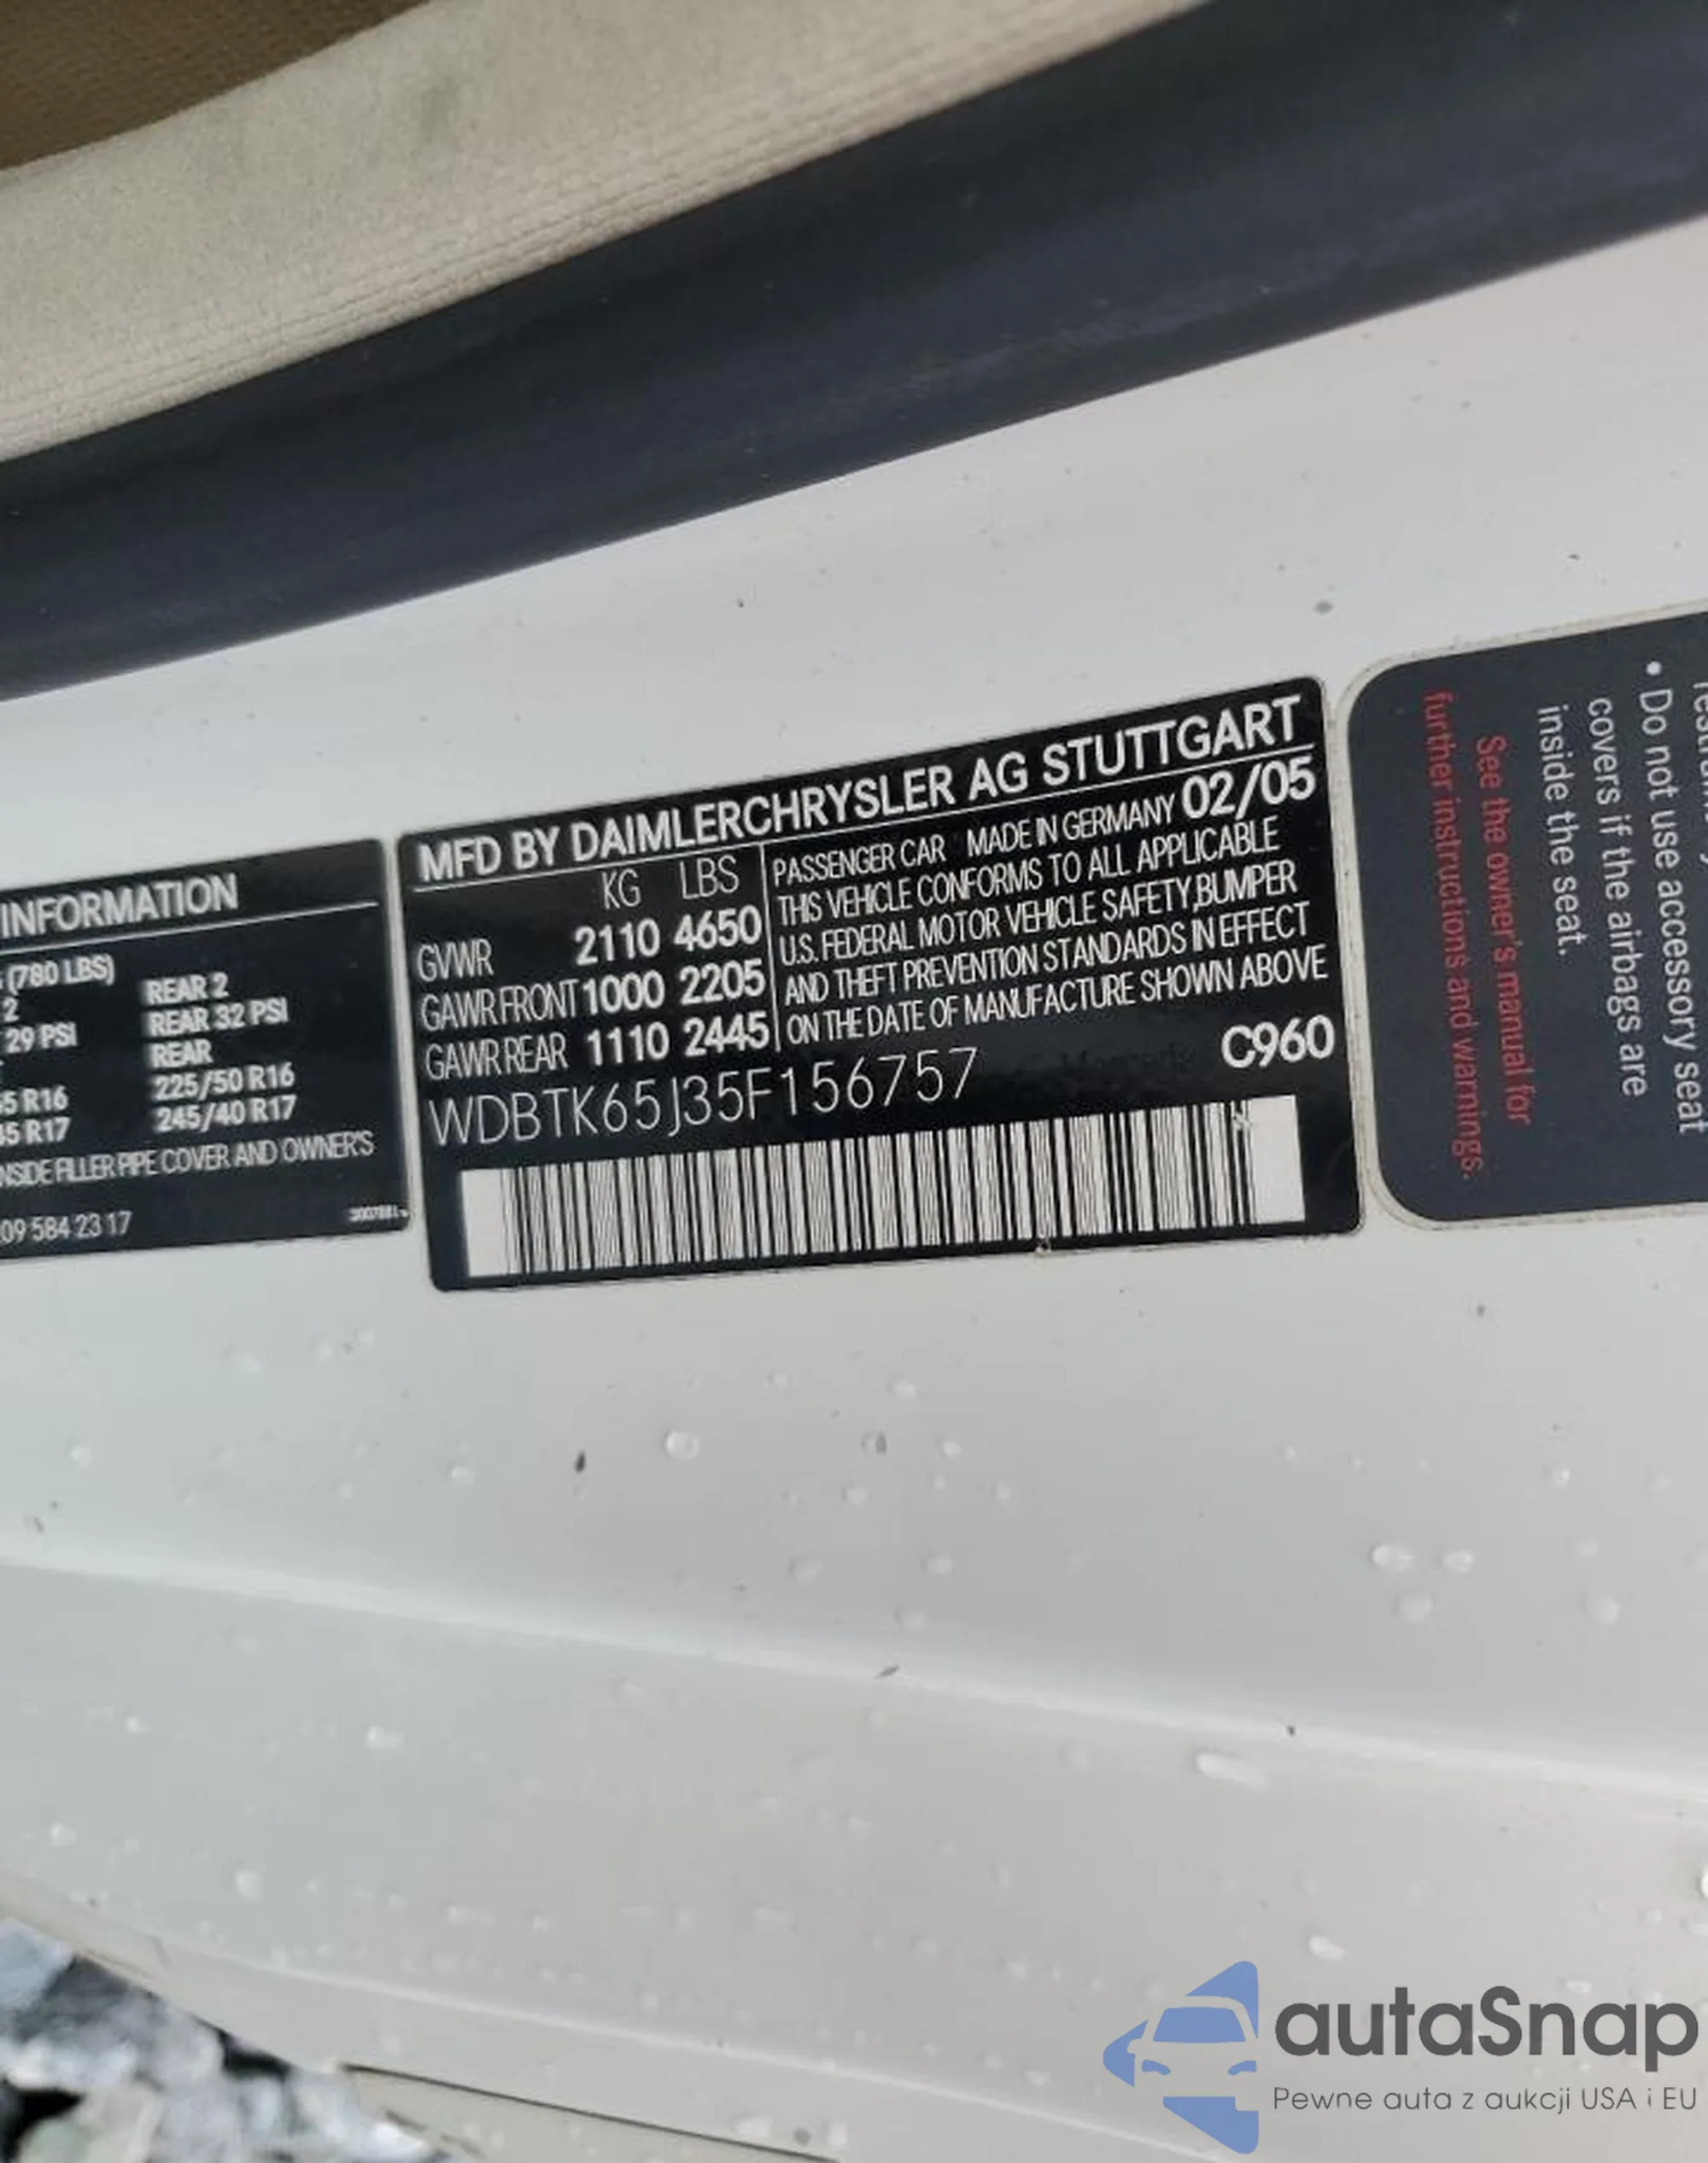 INFORMATION
(780 LBS)
2 REAR 2
29 PSI REAR 32 PSI
REAR
5 R16 225/50 R16
5 R17 245/40 R17
FILLER PIPE COVER AND OWNER'S
09 584 23 17
MFD BY DAIMLERCHRYSLER AG STUTTGART
KG LBS
GVWR 2110 4650
GAWR FRONT 1000 2205
GAWR REAR 1110 2445
PASSENGER CAR MADE IN GERMANY 02/05
THIS VEHICLE CONFORMS TO ALL APPLICABLE
U.S. FEDERAL MOTOR VEHICLE SAFETY, BUMPER
AND THEFT PREVENTION STANDARDS IN EFFECT
ON THE DATE OF MANUFACTURE SHOWN ABOVE
WDBTK65J35F156757
C960
• Do not use accessory seat
covers if the airbags are
inside the seat.
See the owner's manual for
further instructions and warnings.
autaSnap
Pewne auta z aukcji USA i EU